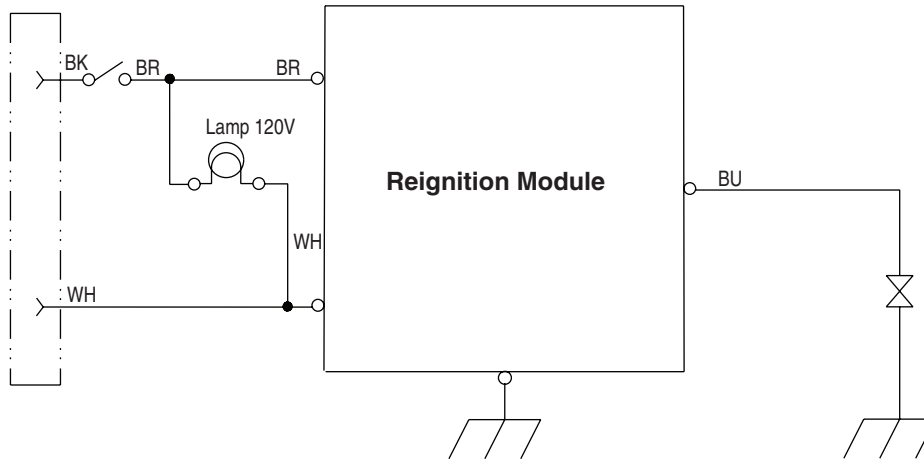 BK
BR
BR
Lamp 120V
Reignition Module
BU
WH
WH